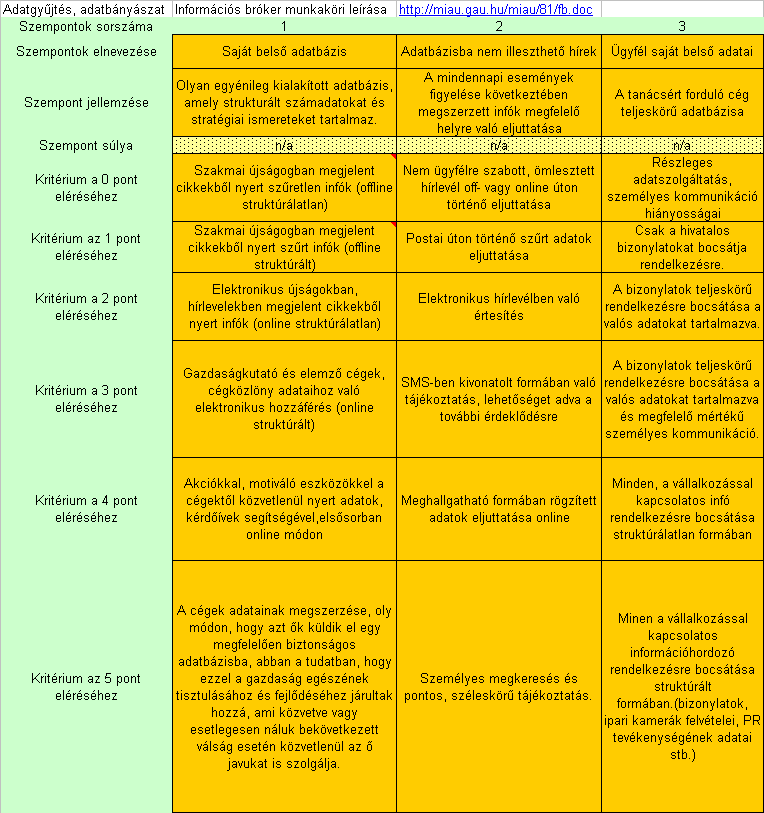 Adatgyűjtés, adatbányászat Információs bróker munkaköri leírása http://miau.gau.hu/miau/81/fb.doc
Szempontok sorszáma 1 2 3
Szempontok elnevezése Saját belső adatbázis Adatbázisba nem illeszthető hírek Ügyfél saját belső adatai
Szempont jellemzése
Olyan egyénileg kialakított adatbázis,
amely struktúrált számadatokat és
stratégiai ismereteket tartalmaz.
A mindennapi események
figyelése következtében
megszerzett infók megfelelő
helyre való eljuttatása
A tanácsért forduló cég
teljeskörű adatbázisa
Szempont súlya n/a n/a n/a
Kritérium a 0 pont
eléréséhez
Szakmai újságogban megjelent
cikkekből nyert szűretlen infók (offline
struktúrálatlan)
Nem ügyfélre szabott, ömlesztett
hírlevél off- vagy online úton
történő eljuttatása
Részleges
adatszolgáltatás,
személyes kommunikáció
hiányosságai
Kritérium az 1 pont
eléréséhez
Szakmai újságogban megjelent
cikkekből nyert szűrt infók (offline
struktúrált)
Postai úton történő szűrt adatok
eljuttatása
Csak a hivatalos
bizonylatokat bocsátja
rendelkezésre.
Kritérium a 2 pont
eléréséhez
Elektronikus újságokban,
hírlevelekben megjelent cikkekből
nyert infók (online struktúrálatlan)
Elektronikus hírlevélben való
értesítés
A bizonylatok teljeskörű
rendelkezésre bocsátása a
valós adatokat tartalmazva.
Kritérium a 3 pont
eléréséhez
Gazdaságkutató és elemző cégek,
cégközlöny adataihoz való
elektronikus hozzáférés (online
struktúrált)
SMS-ben kivonatolt formában való
tájékoztatás, lehetőséget adva a
további érdeklődésre
A bizonylatok teljeskörű
rendelkezésre bocsátása a
valós adatokat tartalmazva
és megfelelő mértékű
személyes kommunikáció.
Kritérium a 4 pont
eléréséhez
Akciókkal, motiváló eszközökkel a
cégektől közvetlenül nyert adatok,
kérdőívek segítségével,elsősorban
online módon
Meghallgatható formában rögzített
adatok eljuttatása online
Minden, a vállalkozással
kapcsolatos infó
rendelkezésre bocsátása
struktúrálatlan formában
Kritérium az 5 pont
eléréséhez
A cégek adatainak megszerzése, oly
módon, hogy azt ők küldik el egy
megfelelően biztonságos
adatbázisba, abban a tudatban, hogy
ezzel a gazdaság egészének
tisztulásához és fejlődéséhez járultak
hozzá, ami közvetve vagy
esetlegesen náluk bekövetkezett
válság esetén közvetlenül az ő
javukat is szolgálja.
Személyes megkeresés és
pontos, széleskörű tájékoztatás.
Minen a vállalkozással
kapcsolatos
információhordozó
rendelkezésre bocsátása
struktúrált
formában.(bizonylatok,
ipari kamerák felvételei, PR
tevékenységének adatai
stb.)